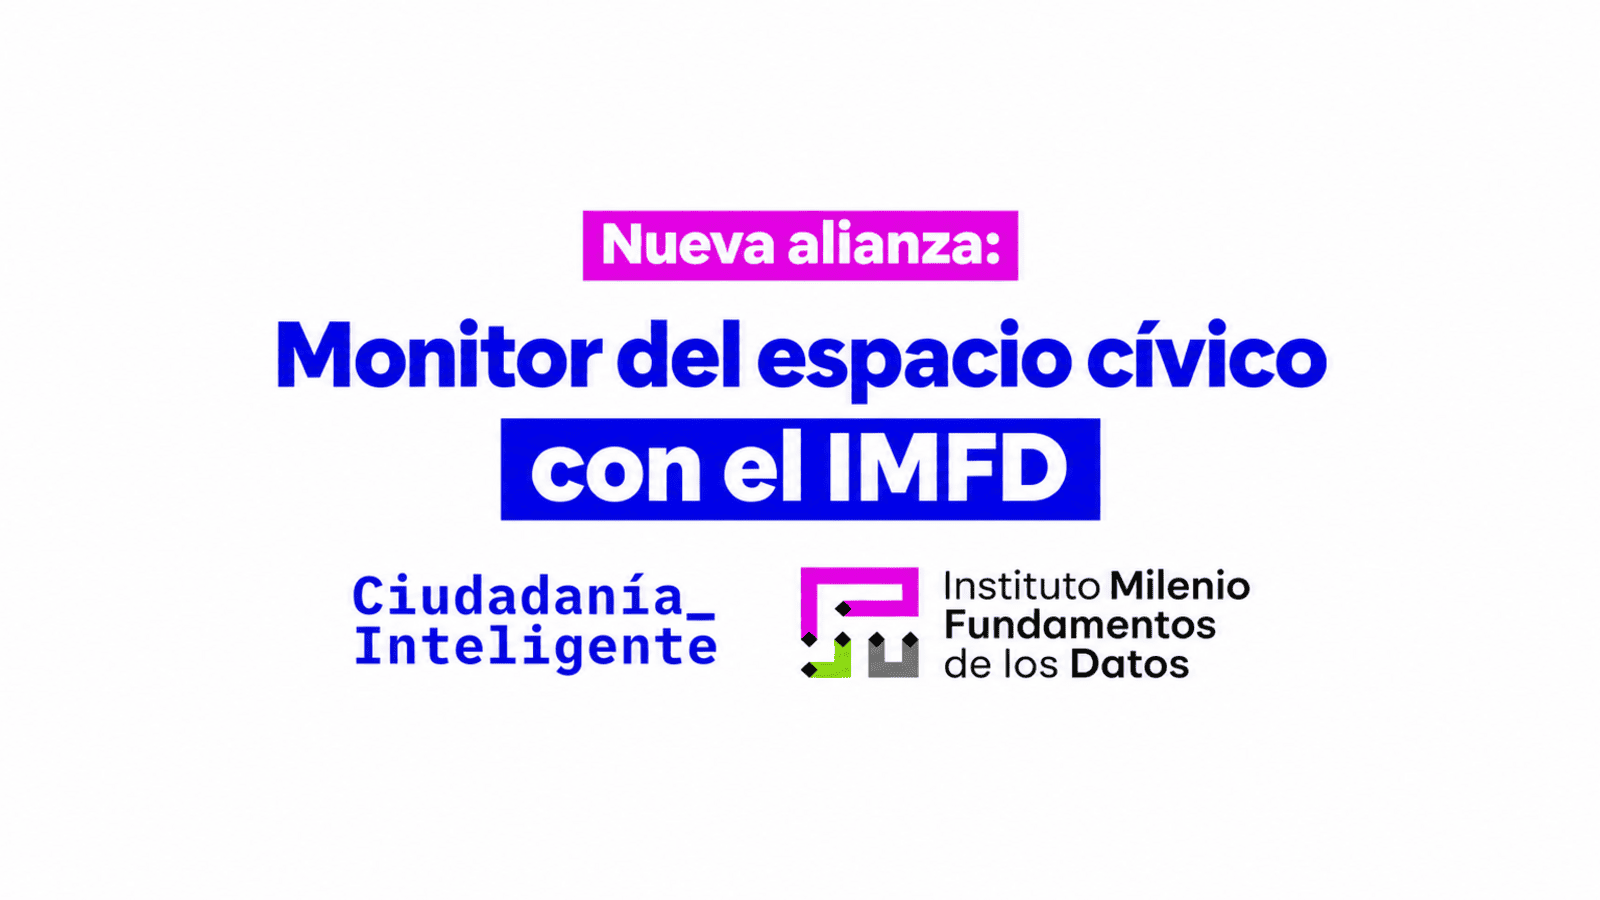 Nueva alianza:
Monitor del espacio cívico
con el IMFD
Ciudadanía_
Inteligente
Instituto Milenio
Fundamentos
de los Datos